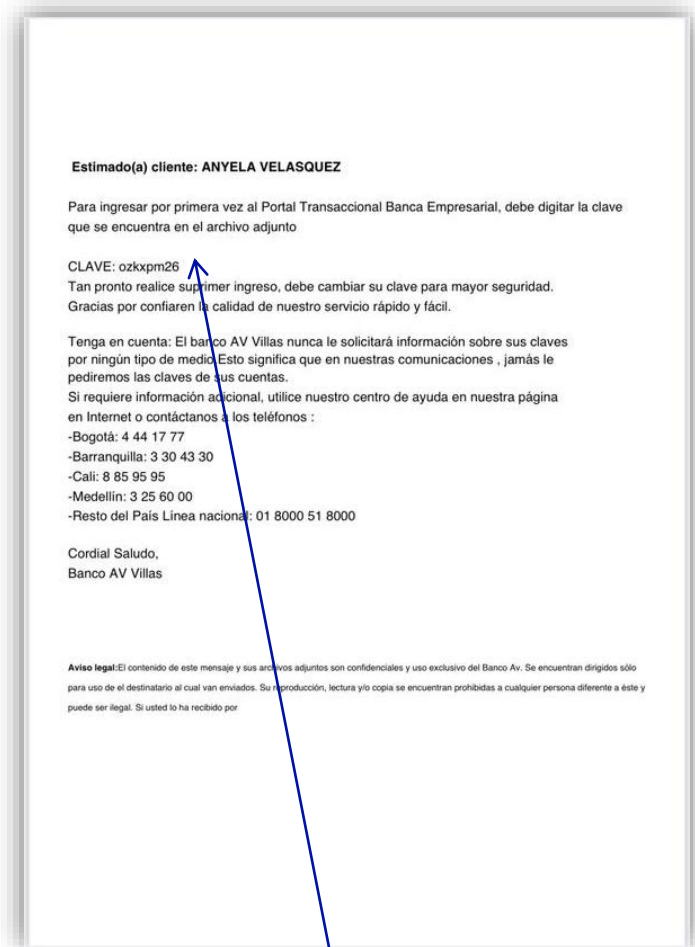 Estimado(a) cliente: ANYELA VELASQUEZ
Para ingresar por primera vez al Portal Transaccional Banca Empresarial, debe digitar la clave
que se encuentra en el archivo adjunto
CLAVE: ozkxpm26
Tan pronto realice suprimer ingreso, debe cambiar su clave para mayor seguridad.
Gracias por confiaren la calidad de nuestro servicio rápido y fácil.
Tenga en cuenta: El banco AV Villas nunca le solicitará información sobre sus claves
por ningún tipo de medio.Esto significa que en nuestras comunicaciones , jamás le
pediremos las claves de sus cuentas.
Si requiere información adicional, utilice nuestro centro de ayuda en nuestra página
en Internet o contáctanos a los teléfonos :
-Bogotá: 4 44 17 77
-Barranquilla: 3 30 43 30
-Cali: 8 85 95 95
-Medellín: 3 25 60 00
-Resto del País Línea nacional: 01 8000 51 8000
Cordial Saludo,
Banco AV Villas
Aviso legal:El contenido de este mensaje y sus archivos adjuntos son confidenciales y uso exclusivo del Banco Av. Se encuentran dirigidos sólo
para uso de el destinatario al cual van enviados. Su reproducción, lectura y/o copia se encuentran prohibidas a cualquier persona diferente a éste y
puede ser ilegal. Si usted lo ha recibido por